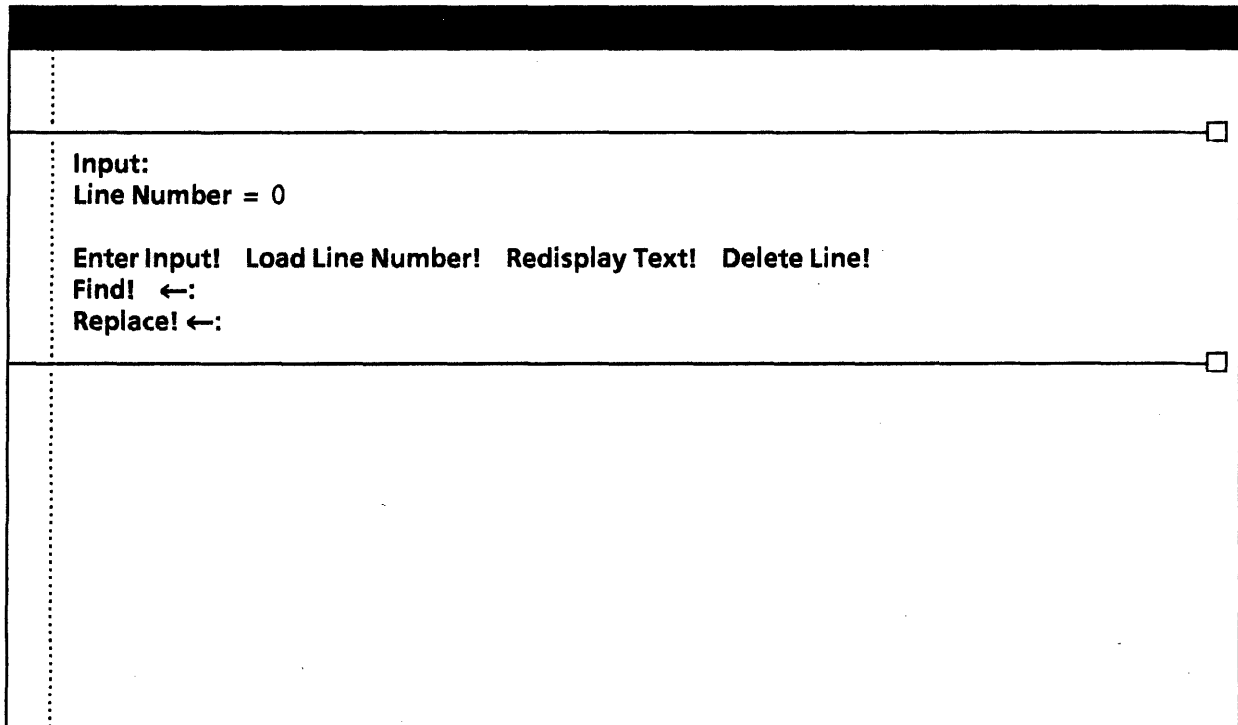 Input:
Line Number = 0
Enter Input! Load Line Number! Redisplay Text! Delete Line!
Find! ←:
Replace! ←: